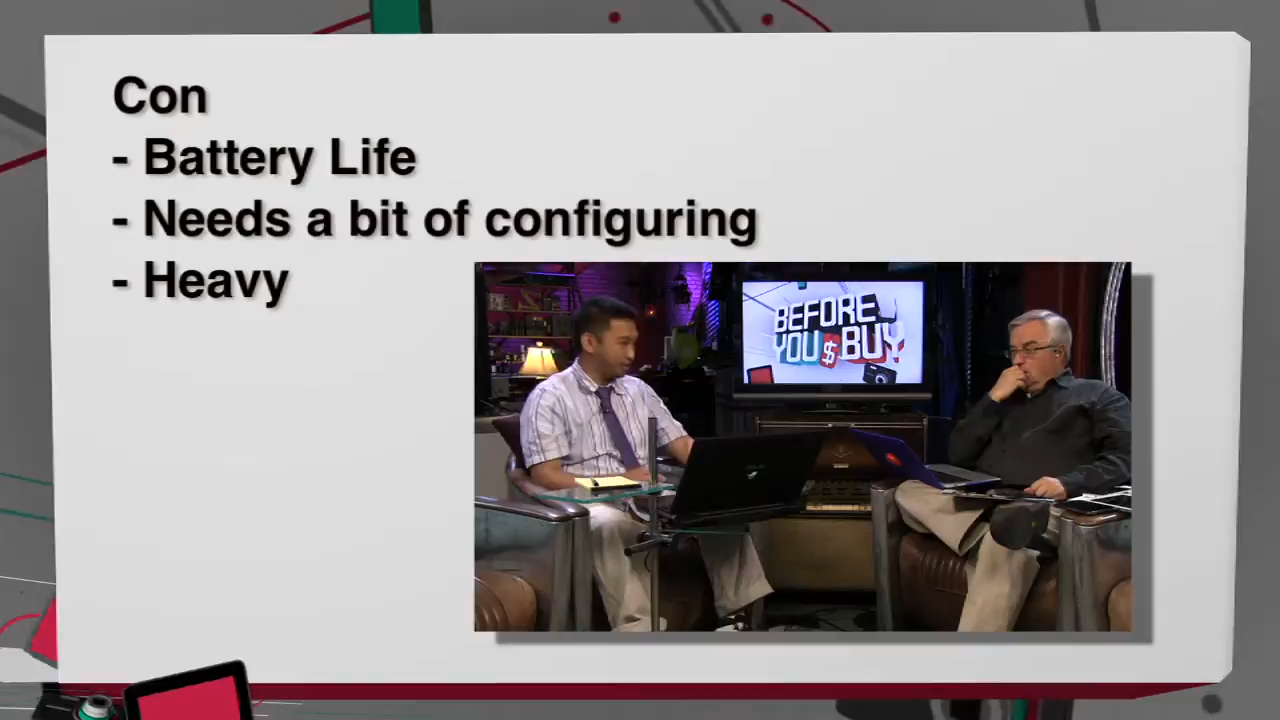 Con
- Battery Life
- Needs a bit of configuring
- Heavy
BEFORE
YOU $ BUY